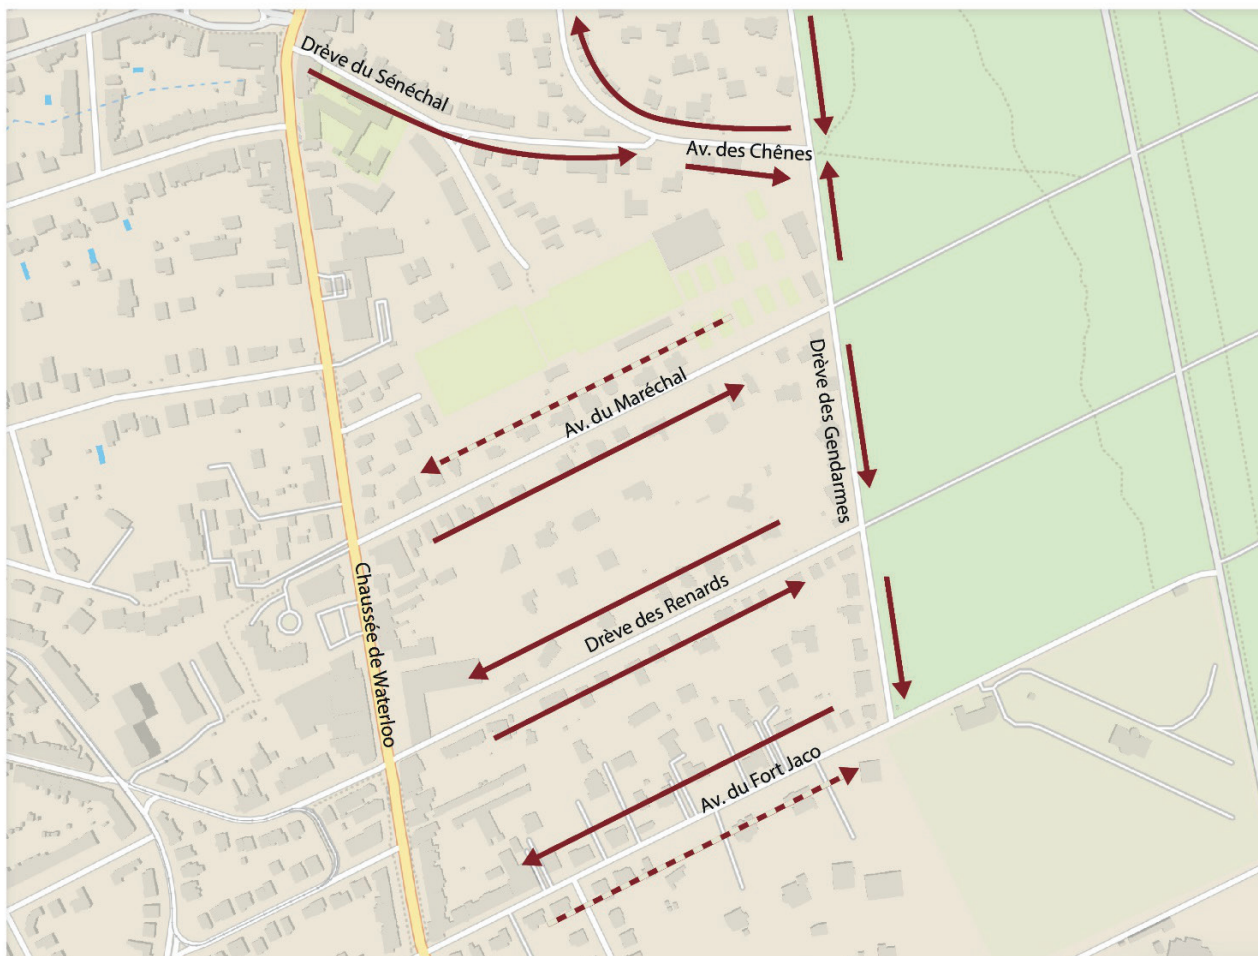 Drève du Sénéchal
Av. des Chênes
Av. du Maréchal
Drève des Gendarmes
Chaussée de Waterloo
Drève des Renards
Av. du Fort Jaco